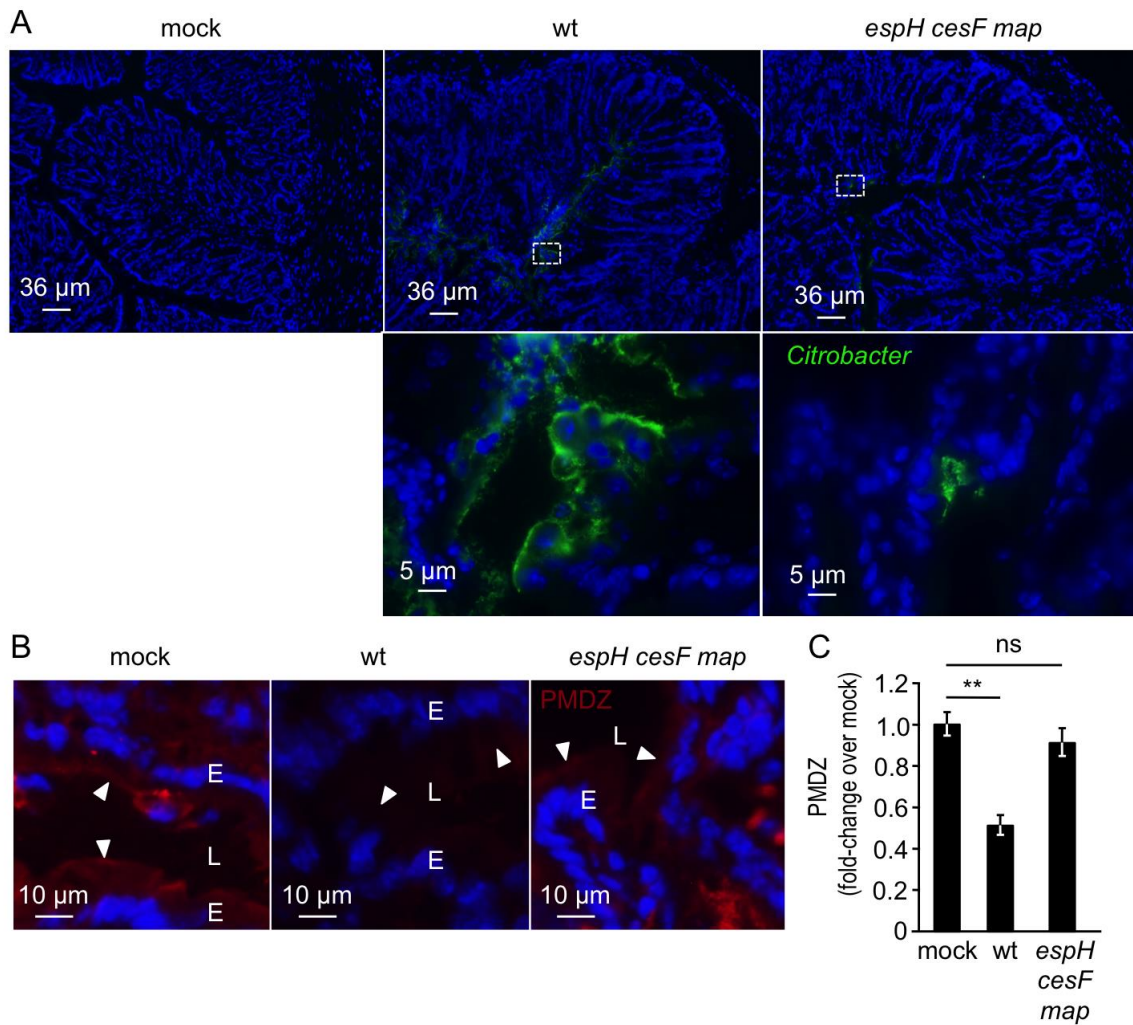 A
mock
wt
espH cesF map
36 µm
36 µm
36 µm
Citrobacter
5 µm
5 µm
B
mock
wt
espH cesF map
E
L
E
10 µm
E
L
E
10 µm
PMDZ
L
E
10 µm
C
ns
**
1.2
1.0
0.8
0.6
0.4
0.2
0
PMDZ
(fold-change over mock)
mock
wt
espH
cesF
map